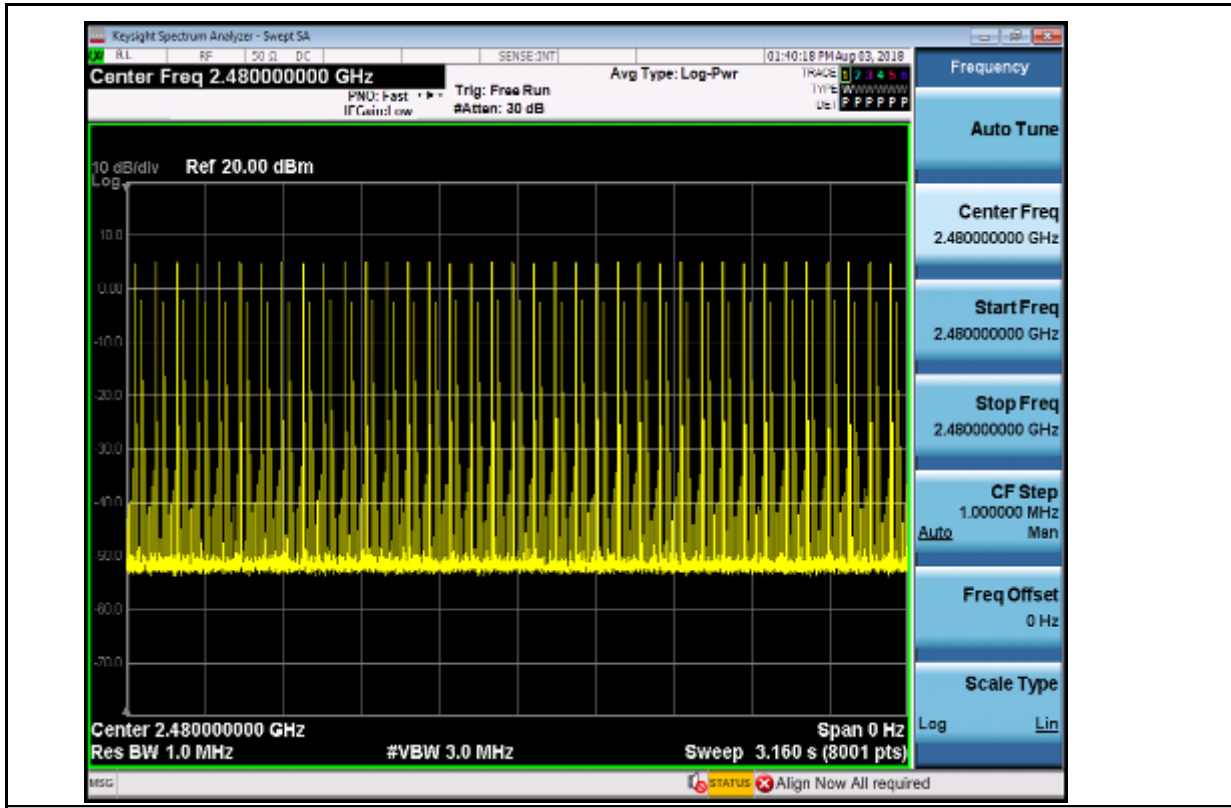 Keysight Spectrum Analyzer - Swept SA
RL RF 50 Ω DC SENSE:INT 01:40:18 PM Aug 03, 2018
Center Freq 2.480000000 GHz Avg Type: Log-Pwr TRACE 1 2 3 4 5 6
PNO: Fast Trig: Free Run TYPE WWWWWW
IFGain:Low #Atten: 30 dB DET P P P P P P
10 dB/div Ref 20.00 dBm
Log
10.0
0.00
-10.0
-20.0
-30.0
-40.0
-50.0
-60.0
-70.0
Center 2.480000000 GHz Span 0 Hz
Res BW 1.0 MHz #VBW 3.0 MHz Sweep 3.160 s (8001 pts)
MSG STATUS Align Now All required
Frequency
Auto Tune
Center Freq
2.480000000 GHz
Start Freq
2.480000000 GHz
Stop Freq
2.480000000 GHz
CF Step
1.000000 MHz
Auto Man
Freq Offset
0 Hz
Scale Type
Log Lin